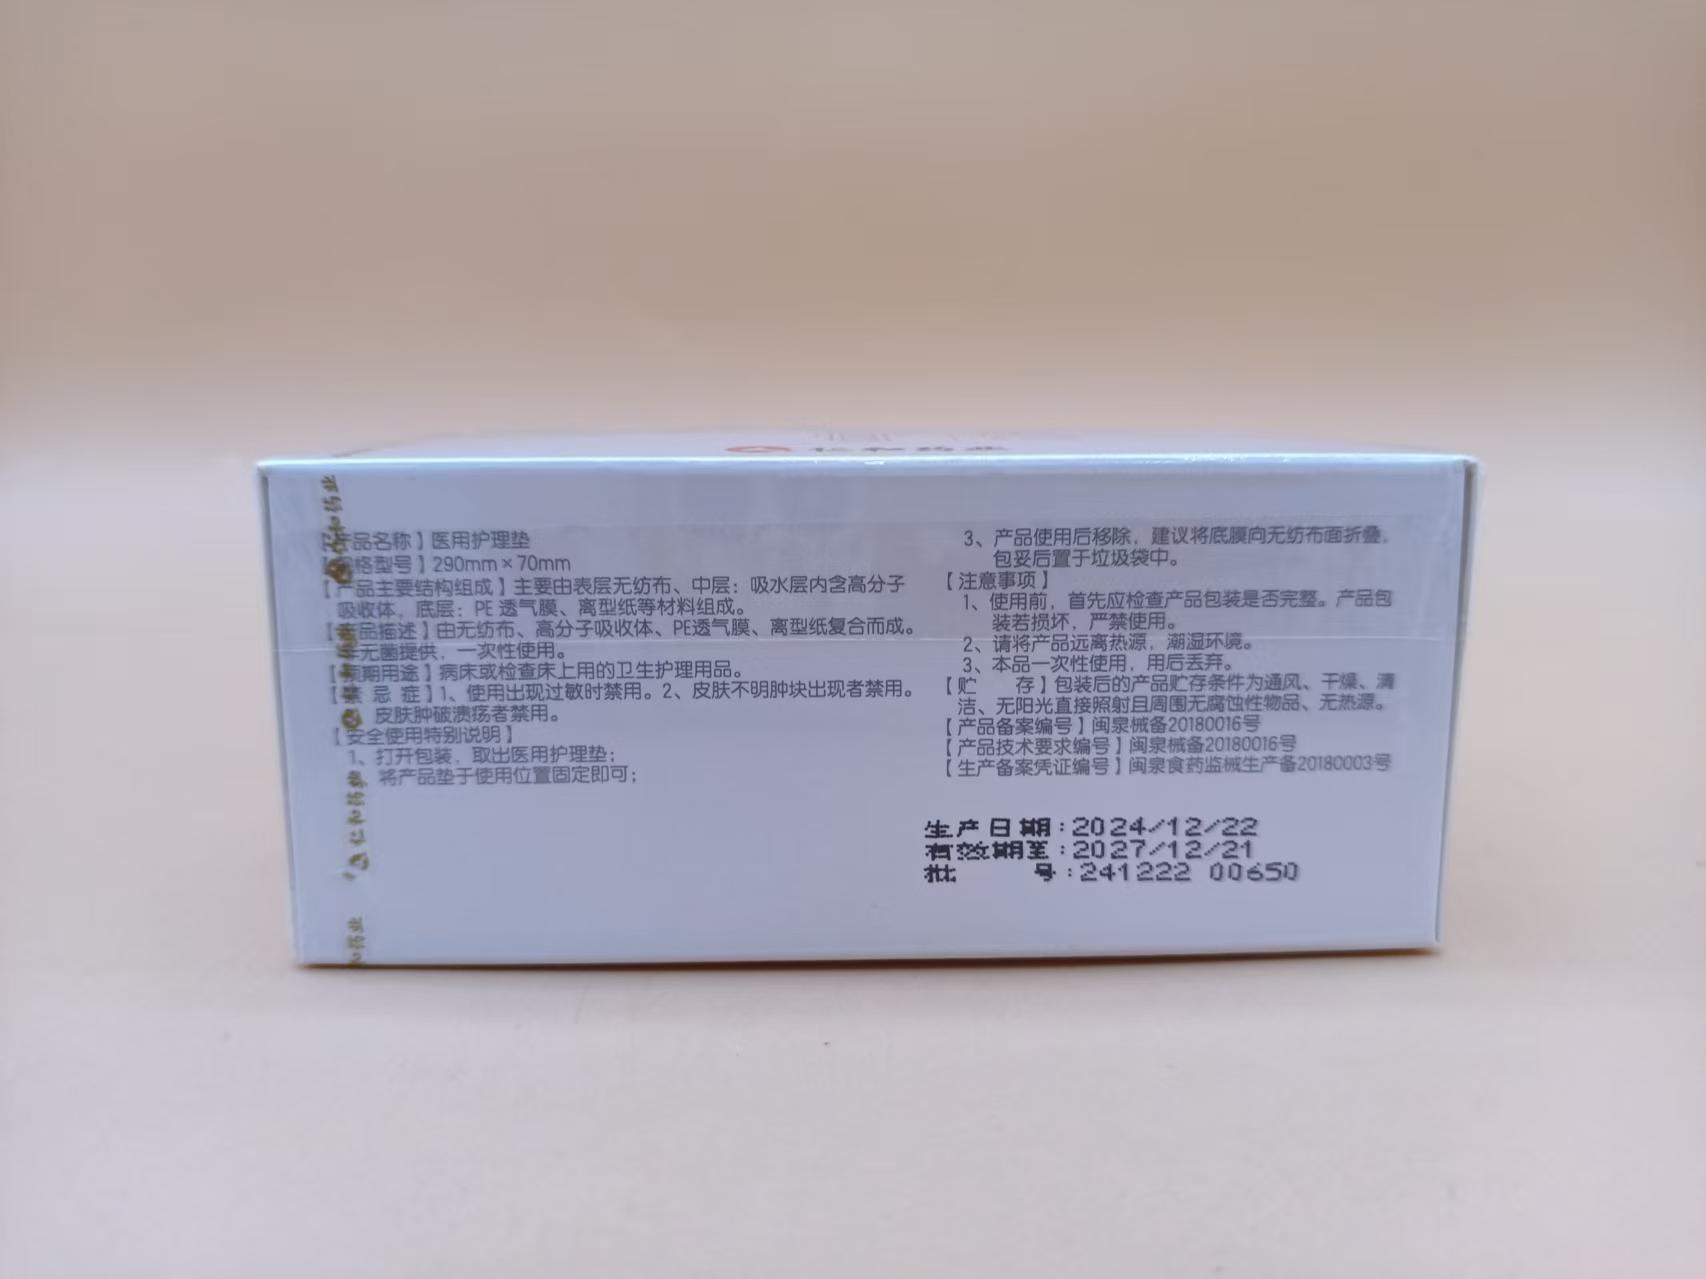 仁和药业
【产品名称】医用护理垫
【规格型号】290mm×70mm
【产品主要结构组成】主要由表层无纺布、中层：吸水层内含高分子
吸收体，底层：PE 透气膜、离型纸等材料组成。
【产品描述】由无纺布、高分子吸收体、PE透气膜、离型纸复合而成。
非无菌提供，一次性使用。
【预期用途】病床或检查床上用的卫生护理用品。
【禁 忌 症】1、使用出现过敏时禁用。2、皮肤不明肿块出现者禁用。
皮肤肿破溃疡者禁用。
【安全使用特别说明】
1、打开包装，取出医用护理垫；
将产品垫于使用位置固定即可；
3、产品使用后移除，建议将底膜向无纺布面折叠，
包妥后置于垃圾袋中。
【注意事项】
1、使用前，首先应检查产品包装是否完整。产品包
装若损坏，严禁使用。
2、请将产品远离热源，潮湿环境。
3、本品一次性使用，用后丢弃。
【贮 存】包装后的产品贮存条件为通风、干燥、清
洁、无阳光直接照射且周围无腐蚀性物品、无热源。
【产品备案编号】闽泉械备20180016号
【产品技术要求编号】闽泉械备20180016号
【生产备案凭证编号】闽泉食药监械生产备20180003号
生产日期：2024/12/22
有效期至：2027/12/21
批 号：241222 00650
仁和药业
仁和药业
药业